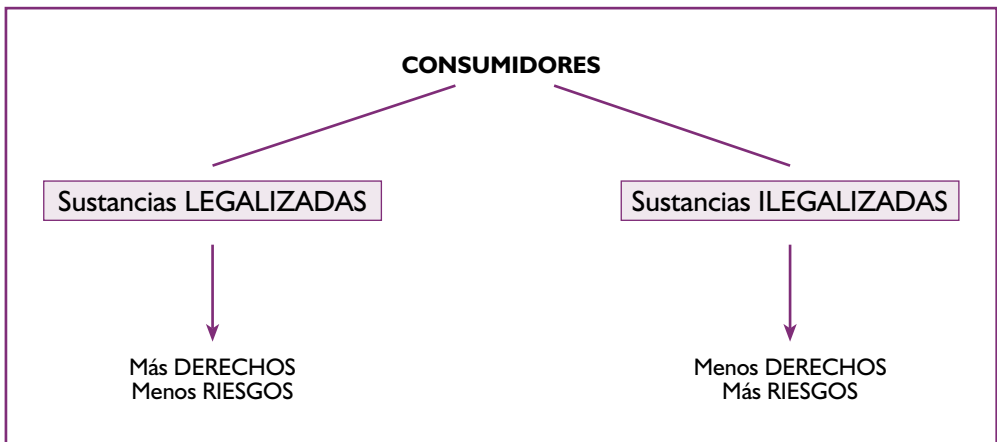 CONSUMIDORES
Sustancias LEGALIZADAS
Sustancias ILEGALIZADAS
Más DERECHOS
Menos RIESGOS
Menos DERECHOS
Más RIESGOS